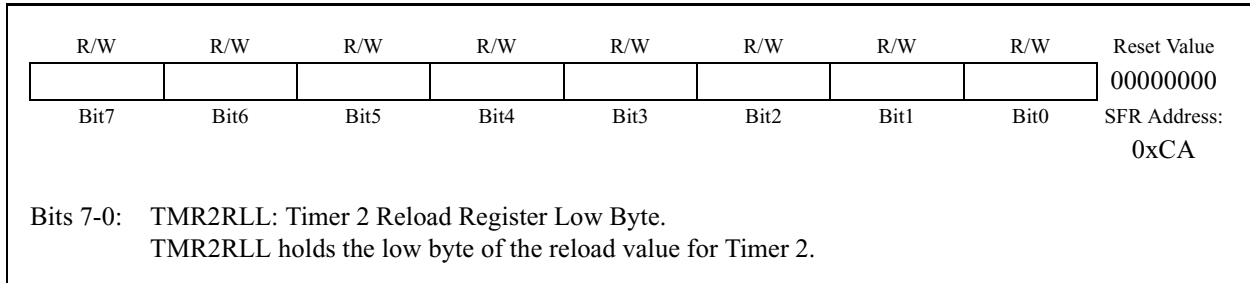 R/W R/W R/W R/W R/W R/W R/W R/W Reset Value
00000000
Bit7 Bit6 Bit5 Bit4 Bit3 Bit2 Bit1 Bit0 SFR Address:
0xCA
Bits 7-0: TMR2RLL: Timer 2 Reload Register Low Byte.
TMR2RLL holds the low byte of the reload value for Timer 2.